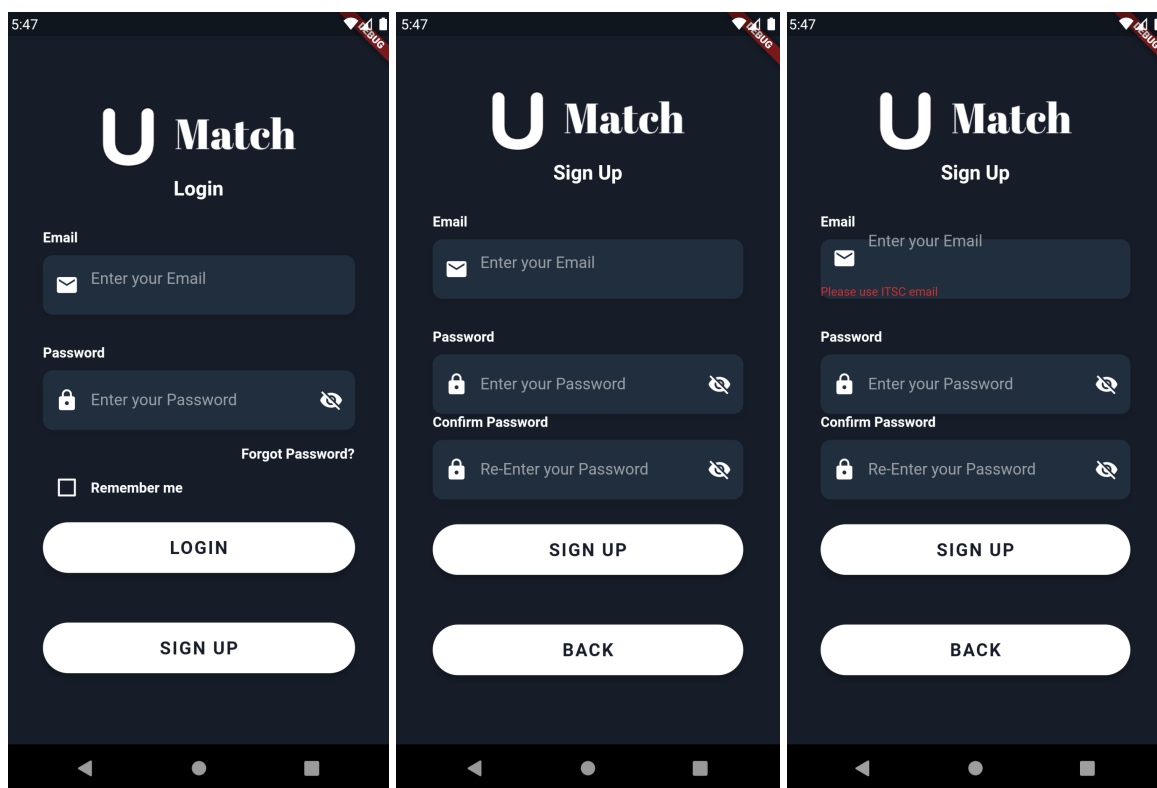 5:47
DEBUG
U Match
Login
Email
Enter your Email
Password
Enter your Password
Forgot Password?
Remember me
LOGIN
SIGN UP
5:47
DEBUG
U Match
Sign Up
Email
Enter your Email
Password
Enter your Password
Confirm Password
Re-Enter your Password
SIGN UP
BACK
5:47
DEBUG
U Match
Sign Up
Email
Enter your Email
Please use ITSC email
Password
Enter your Password
Confirm Password
Re-Enter your Password
SIGN UP
BACK